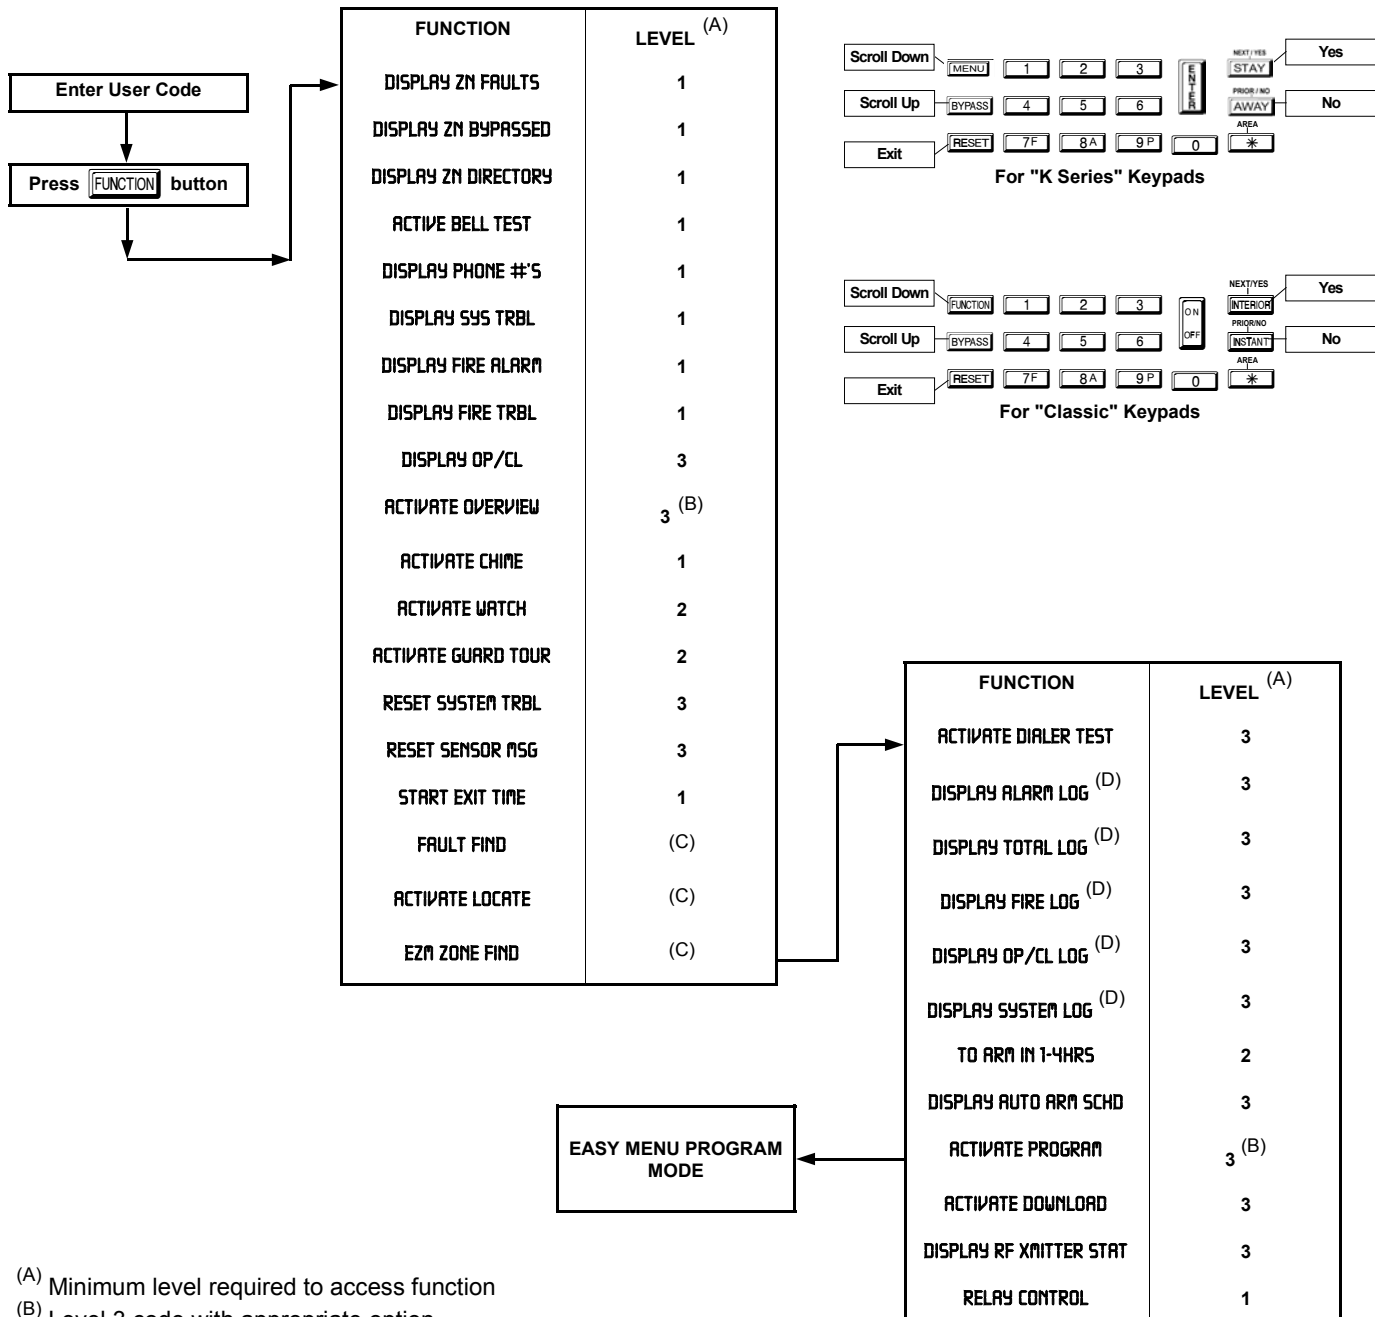 Enter User Code
Press FUNCTION button
FUNCTION LEVEL (A)
DISPLAY ZN FAULTS 1
DISPLAY ZN BYPASSED 1
DISPLAY ZN DIRECTORY 1
ACTIVE BELL TEST 1
DISPLAY PHONE #'S 1
DISPLAY SYS TRBL 1
DISPLAY FIRE ALARM 1
DISPLAY FIRE TRBL 1
DISPLAY OP/CL 3
ACTIVATE OVERVIEW 3 (B)
ACTIVATE CHIME 1
ACTIVATE WATCH 2
ACTIVATE GUARD TOUR 2
RESET SYSTEM TRBL 3
RESET SENSOR MSG 3
START EXIT TIME 1
FAULT FIND (C)
ACTIVATE LOCATE (C)
EZM ZONE FIND (C)
NEXT / YES
Scroll Down MENU 1 2 3 ENTER STAY Yes
PRIOR / NO
Scroll Up BYPASS 4 5 6 AWAY No
AREA
Exit RESET 7F 8A 9P 0 *
For "K Series" Keypads
NEXT/YES
Scroll Down FUNCTION 1 2 3 ON OFF INTERIOR Yes
PRIOR/NO
Scroll Up BYPASS 4 5 6 INSTANT No
AREA
Exit RESET 7F 8A 9P 0 *
For "Classic" Keypads
FUNCTION LEVEL (A)
ACTIVATE DIALER TEST 3
DISPLAY ALARM LOG (D) 3
DISPLAY TOTAL LOG (D) 3
DISPLAY FIRE LOG (D) 3
DISPLAY OP/CL LOG (D) 3
DISPLAY SYSTEM LOG (D) 3
TO ARM IN 1-4HRS 2
DISPLAY AUTO ARM SCHD 3
ACTIVATE PROGRAM 3 (B)
ACTIVATE DOWNLOAD 3
DISPLAY RF XMITTER STAT 3
RELAY CONTROL 1
EASY MENU PROGRAM
MODE
(A) Minimum level required to access function
(B) Level 3 code with appropriate option